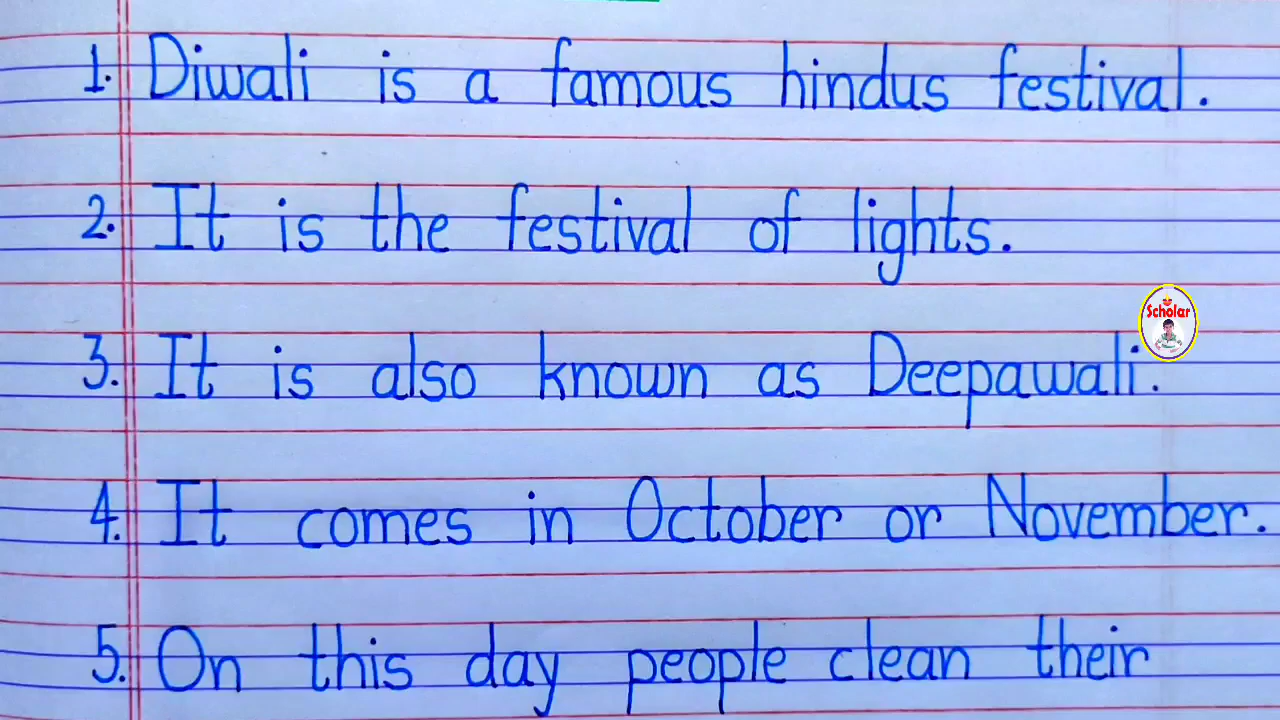 1. Diwali is a famous hindus festival.
2. It is the festival of lights.
Scholar
3. It is also known as Deepawali.
4. It comes in October or November.
5. On this day people clean their